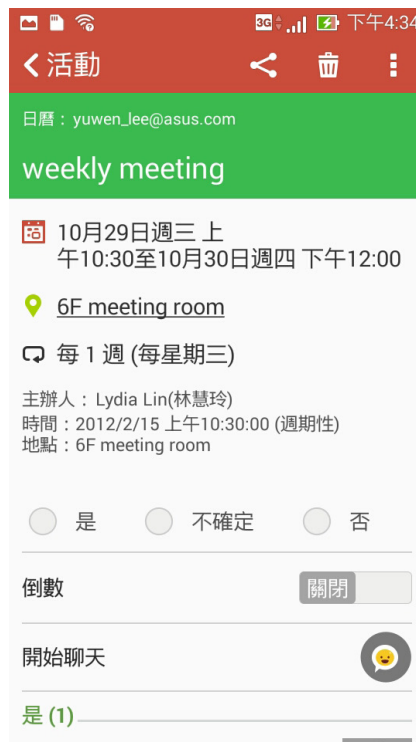 3G 下午4:34
活動
日曆：yuwen_lee@asus.com
weekly meeting
10月29日週三 上
午10:30至10月30日週四 下午12:00
6F meeting room
每 1 週 (每星期三)
主辦人：Lydia Lin(林慧玲)
時間：2012/2/15 上午10:30:00 (週期性)
地點：6F meeting room
是 不確定 否
倒數 關閉
開始聊天
是 (1)